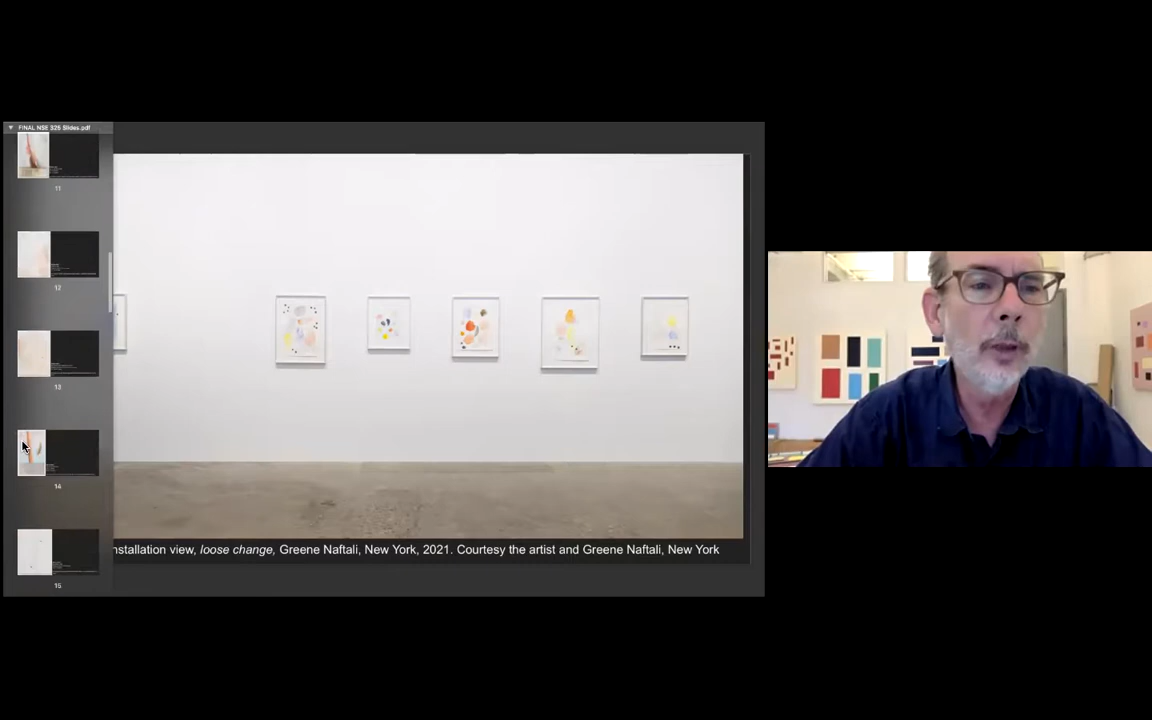 FINAL NSE 325 Slides.pdf
11
12
13
14
15
nstallation view, loose change, Greene Naftali, New York, 2021. Courtesy the artist and Greene Naftali, New York